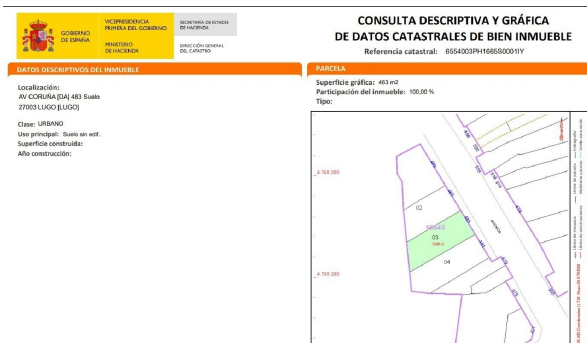 GOBIERNO
DE ESPAÑA
VICEPRESIDENCIA
PRIMERA DEL GOBIERNO
MINISTERIO
DE HACIENDA
SECRETARÍA DE ESTADO
DE HACIENDA
DIRECCIÓN GENERAL
DEL CATASTRO
CONSULTA DESCRIPTIVA Y GRÁFICA
DE DATOS CATASTRALES DE BIEN INMUEBLE
Referencia catastral: 6554003PH1665S0001IY
DATOS DESCRIPTIVOS DEL INMUEBLE
Localización:
AV CORUÑA [DA] 483 Suelo
27003 LUGO [LUGO]
Clase: URBANO
Uso principal: Suelo sin edif.
Superficie construida:
Año construcción:
PARCELA
Superficie gráfica: 463 m2
Participación del inmueble: 100,00 %
Tipo:
02
03
SUELO
04